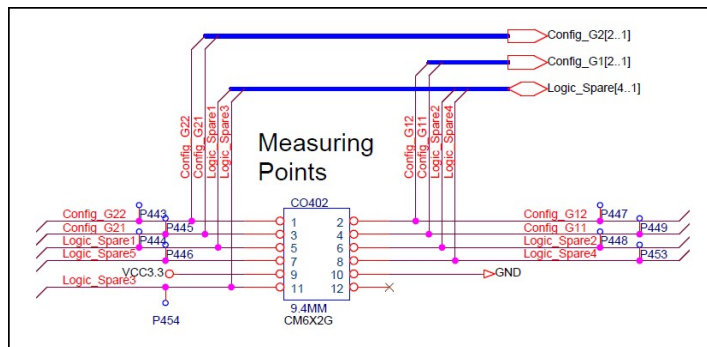 Config_G2[2..1]
Config_G1[2..1]
Logic_Spare[4..1]
Config_G22
Config_G21
Logic_Spare1
Logic_Spare3
Config_G12
Config_G11
Logic_Spare2
Logic_Spare4
Measuring
Points
CO402
Config_G22 P443 1 2 Config_G12 P447
Config_G21 P445 3 4 Config_G11 P449
Logic_Spare1 P444 5 6 Logic_Spare2 P448
Logic_Spare5 P446 7 8 Logic_Spare4 P453
VCC3.3 9 10 GND
Logic_Spare3 11 12
P454
9.4MM
CM6X2G